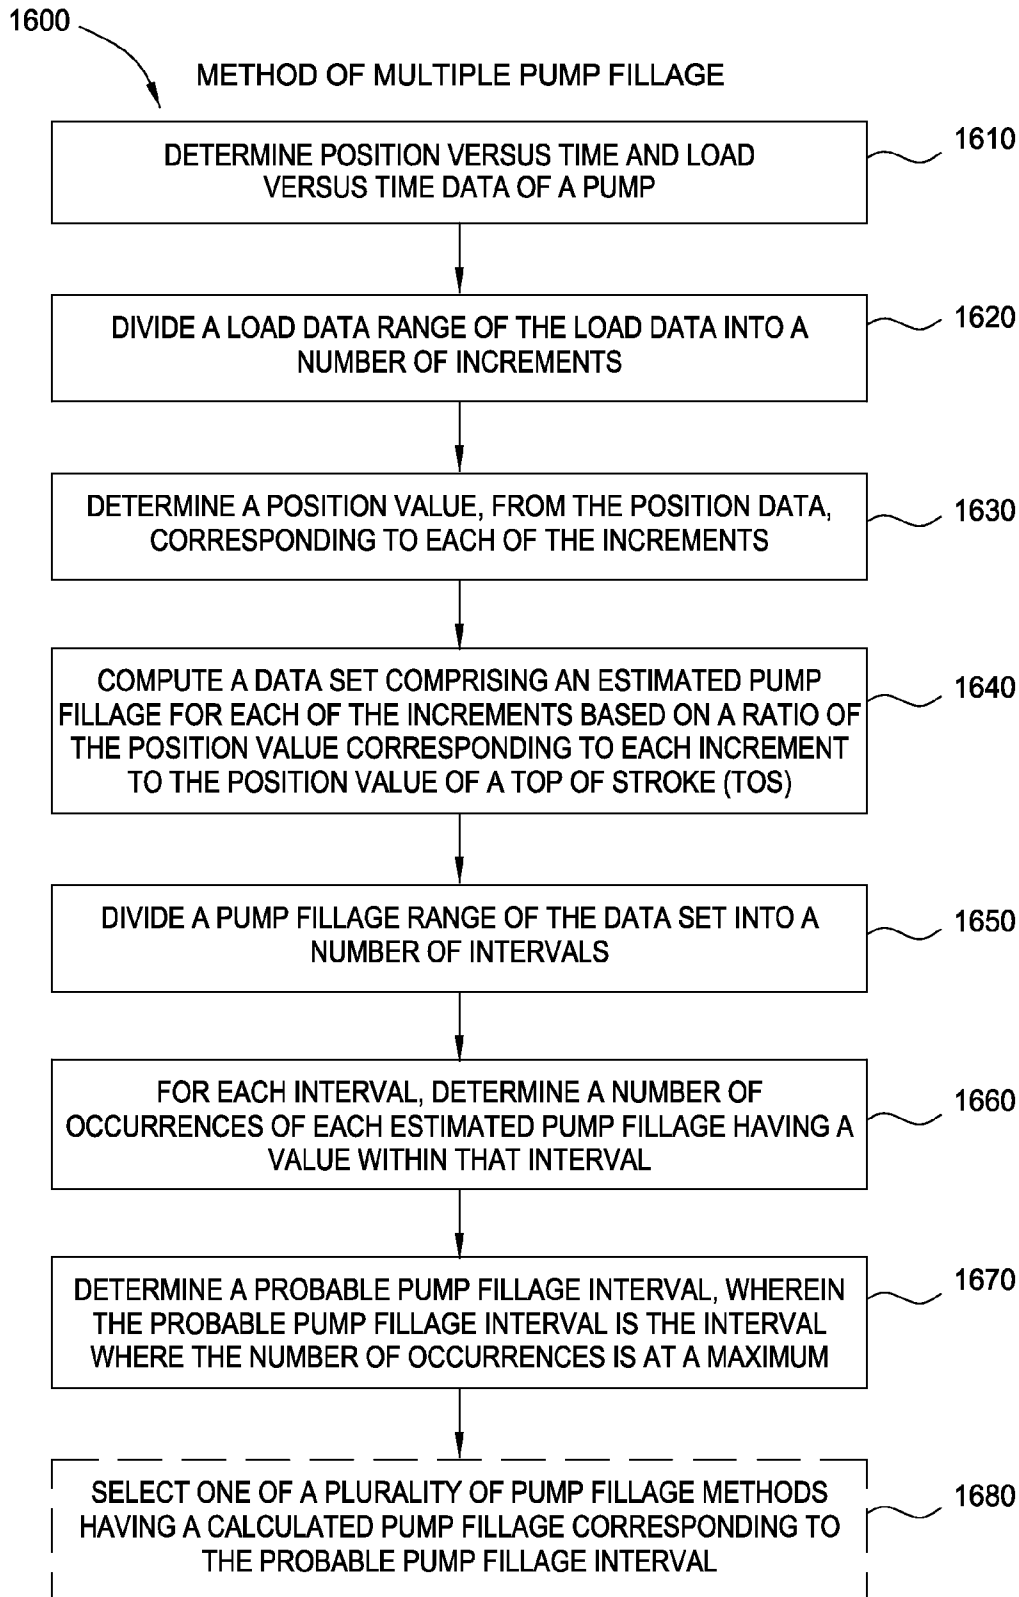 1600
METHOD OF MULTIPLE PUMP FILLAGE
DETERMINE POSITION VERSUS TIME AND LOAD
VERSUS TIME DATA OF A PUMP
1610
DIVIDE A LOAD DATA RANGE OF THE LOAD DATA INTO A
NUMBER OF INCREMENTS
1620
DETERMINE A POSITION VALUE, FROM THE POSITION DATA,
CORRESPONDING TO EACH OF THE INCREMENTS
1630
COMPUTE A DATA SET COMPRISING AN ESTIMATED PUMP
FILLAGE FOR EACH OF THE INCREMENTS BASED ON A RATIO OF
THE POSITION VALUE CORRESPONDING TO EACH INCREMENT
TO THE POSITION VALUE OF A TOP OF STROKE (TOS)
1640
DIVIDE A PUMP FILLAGE RANGE OF THE DATA SET INTO A
NUMBER OF INTERVALS
1650
FOR EACH INTERVAL, DETERMINE A NUMBER OF
OCCURRENCES OF EACH ESTIMATED PUMP FILLAGE HAVING A
VALUE WITHIN THAT INTERVAL
1660
DETERMINE A PROBABLE PUMP FILLAGE INTERVAL, WHEREIN
THE PROBABLE PUMP FILLAGE INTERVAL IS THE INTERVAL
WHERE THE NUMBER OF OCCURRENCES IS AT A MAXIMUM
1670
SELECT ONE OF A PLURALITY OF PUMP FILLAGE METHODS
HAVING A CALCULATED PUMP FILLAGE CORRESPONDING TO
THE PROBABLE PUMP FILLAGE INTERVAL
1680